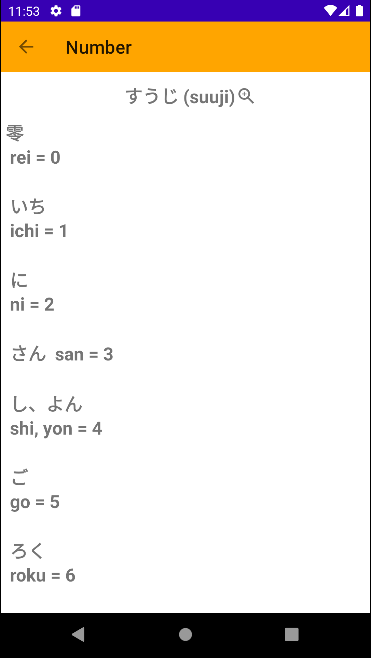 11:53
Number
すうじ (suuji)
零
rei = 0
いち
ichi = 1
に
ni = 2
さん san = 3
し、よん
shi, yon = 4
ご
go = 5
ろく
roku = 6